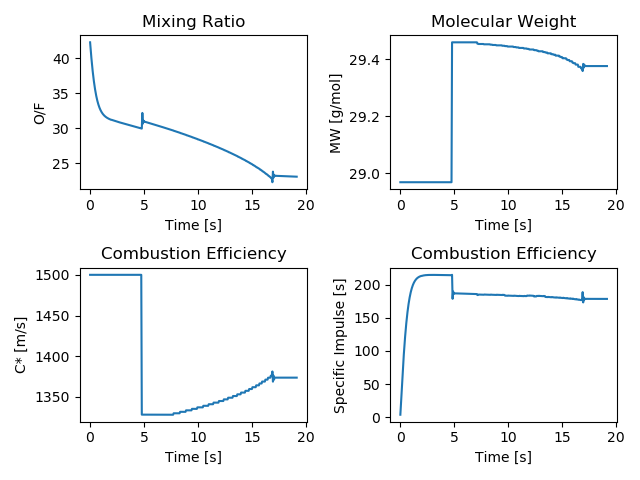 Mixing Ratio
O/F
40
35
30
25
0 5 10 15 20
Time [s]
Molecular Weight
MW [g/mol]
29.4
29.2
29.0
0 5 10 15 20
Time [s]
Combustion Efficiency
C* [m/s]
1500
1450
1400
1350
0 5 10 15 20
Time [s]
Combustion Efficiency
Specific Impulse [s]
200
150
100
50
0
0 5 10 15 20
Time [s]